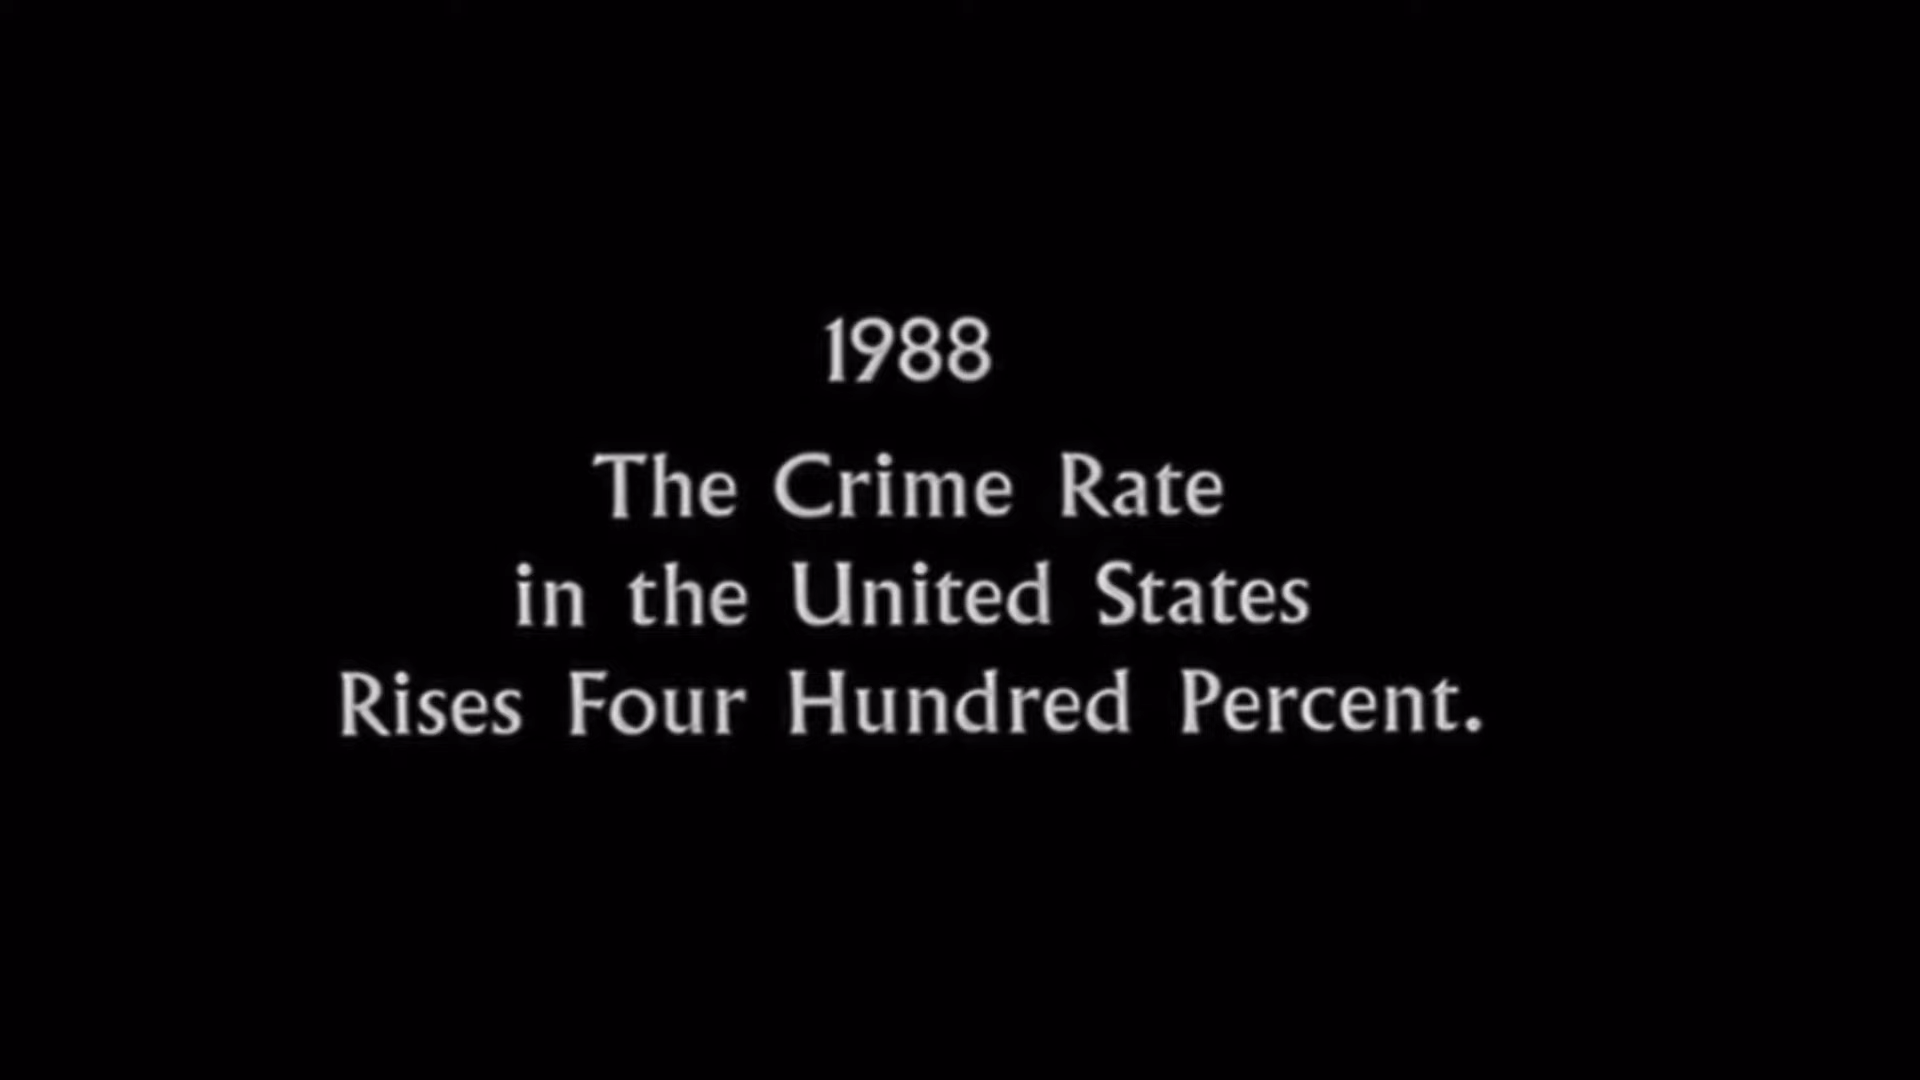 1988
The Crime Rate
in the United States
Rises Four Hundred Percent.